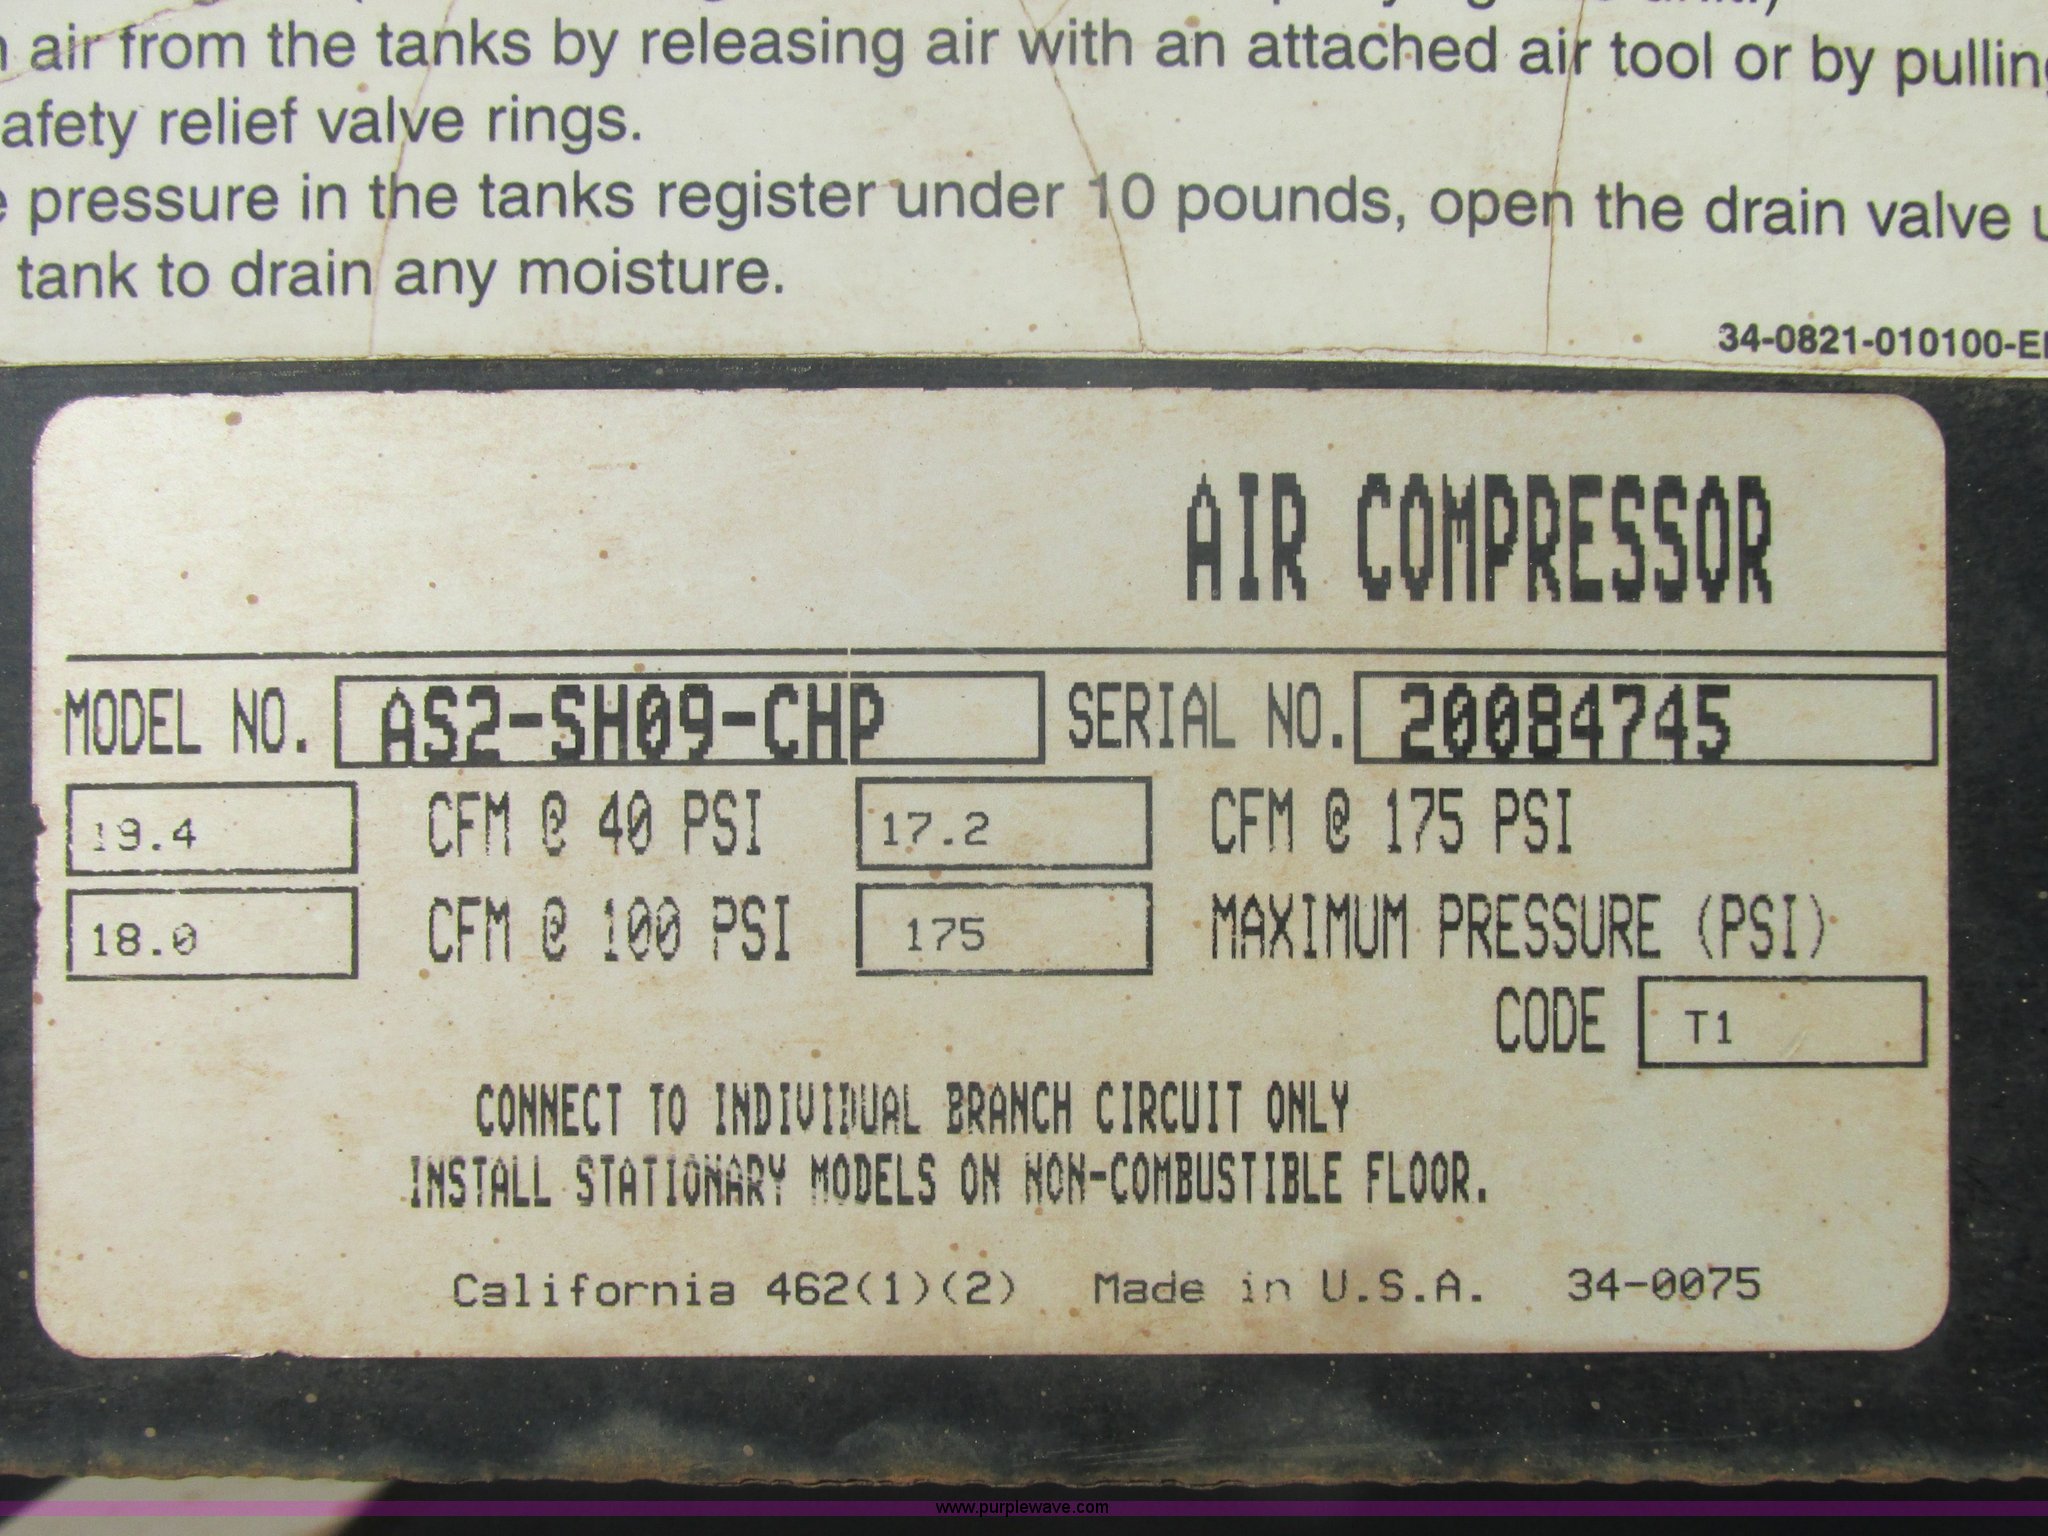 air from the tanks by releasing air with an attached air tool or by pulling
afety relief valve rings.
e pressure in the tanks register under 10 pounds, open the drain valve u
tank to drain any moisture.
34-0821-010100-E
AIR COMPRESSOR
MODEL NO. AS2-SH09-CHP SERIAL NO. 20084745
19.4 CFM @ 40 PSI 17.2 CFM @ 175 PSI
18.0 CFM @ 100 PSI 175 MAXIMUM PRESSURE (PSI)
CODE T1
CONNECT TO INDIVIDUAL BRANCH CIRCUIT ONLY
INSTALL STATIONARY MODELS ON NON-COMBUSTIBLE FLOOR.
California 462(1)(2) Made in U.S.A. 34-0075
www.purplewave.com